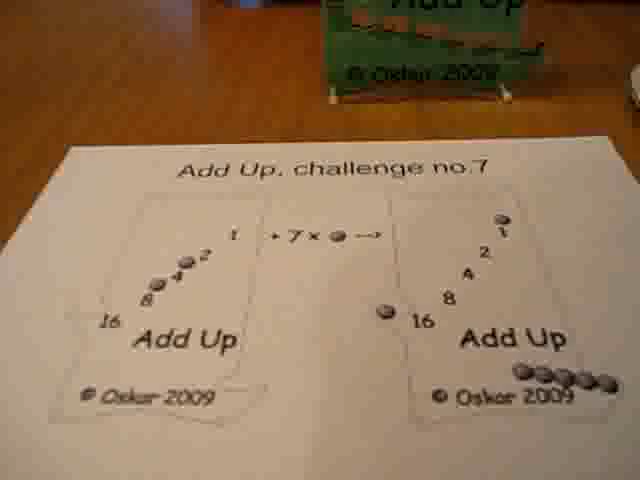 Add Up
© Oskar 2009
Add Up, challenge no.7
1 + 7 x →
2
4
8
16
Add Up
© Oskar 2009
1
2
4
8
16
Add Up
© Oskar 2009